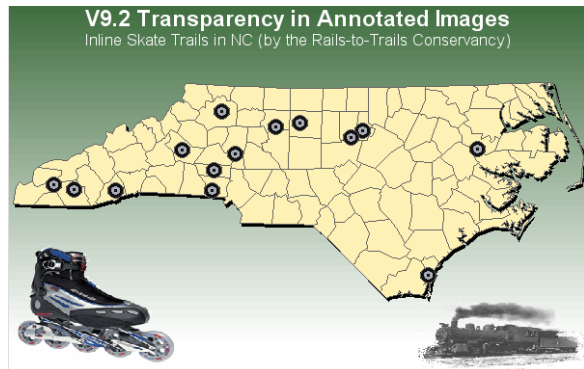 V9.2 Transparency in Annotated Images
Inline Skate Trails in NC (by the Rails-to-Trails Conservancy)